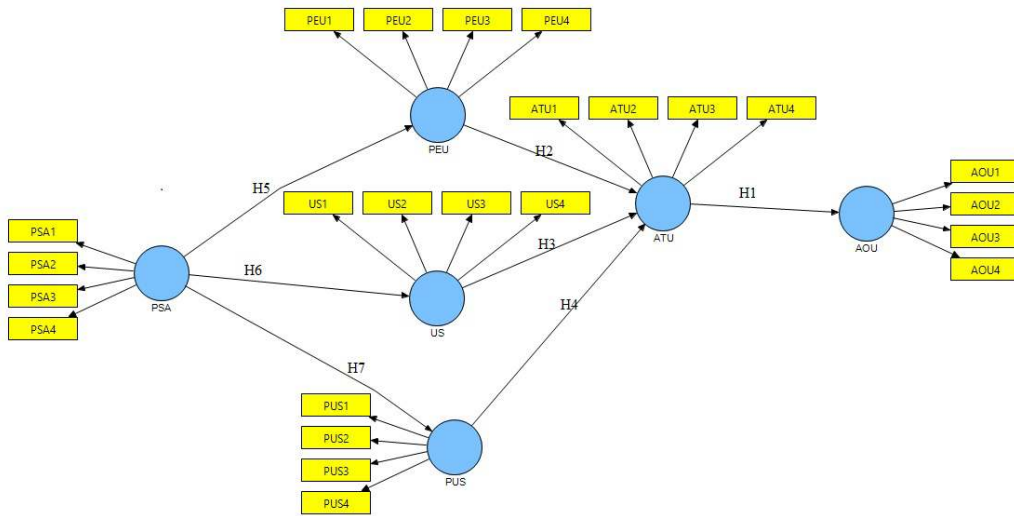 PEU1 PEU2 PEU3 PEU4
PEU
ATU1 ATU2 ATU3 ATU4
H2
H5
US1 US2 US3 US4
AOU1
AOU2
AOU3
AOU4
H1
ATU
AOU
H3
PSA1
PSA2
PSA3
PSA4
PSA
H6
H4
US
H7
PUS1
PUS2
PUS3
PUS4
PUS